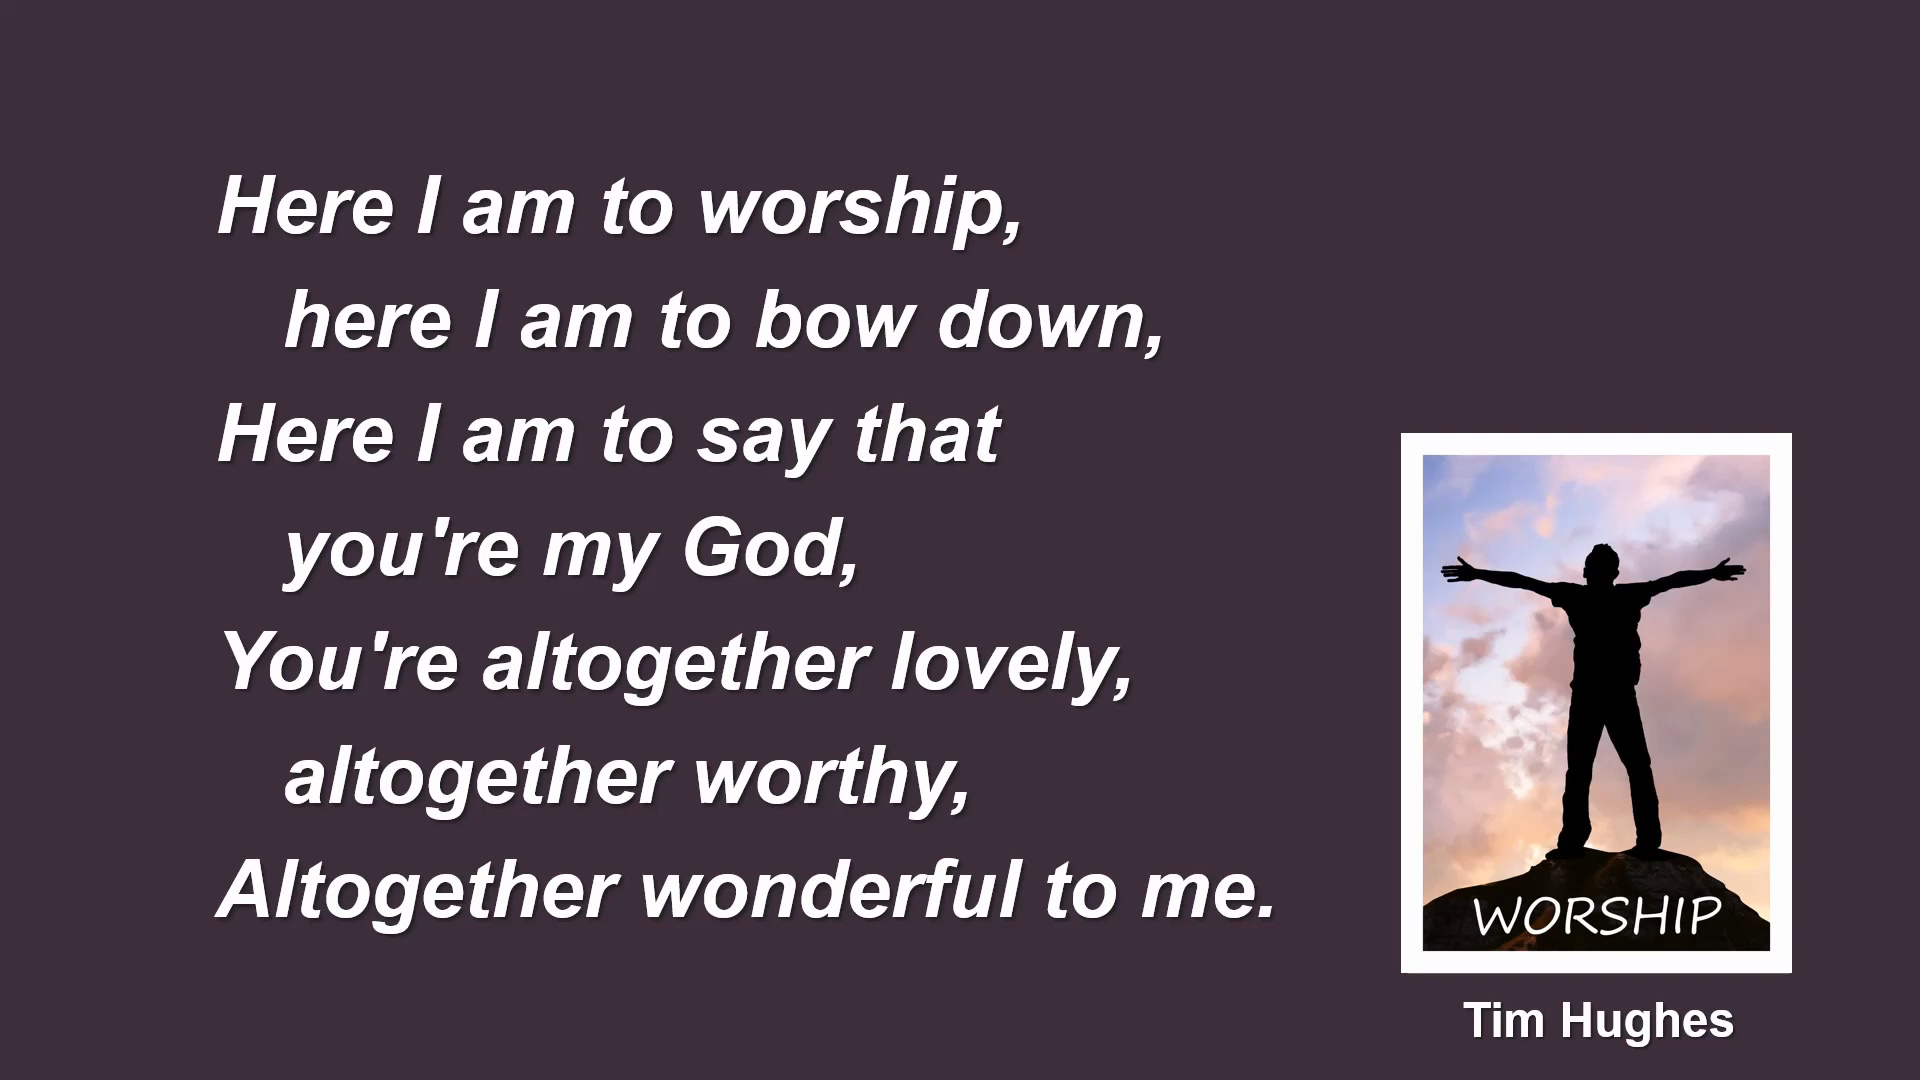 Here I am to worship,
here I am to bow down,
Here I am to say that
you're my God,
You're altogether lovely,
altogether worthy,
Altogether wonderful to me.
WORSHIP
Tim Hughes